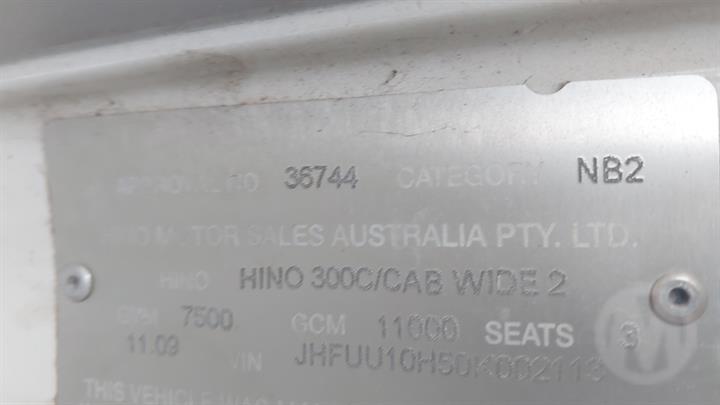 APPROVAL NO 36744 CATEGORY NB2
HINO MOTOR SALES AUSTRALIA PTY. LTD.
HINO HINO 300C/CAB WIDE 2
GVM 7500 GCM 11000 SEATS 3
11.09 VIN JHFUU10H50K002113
THIS VEHICLE WAS